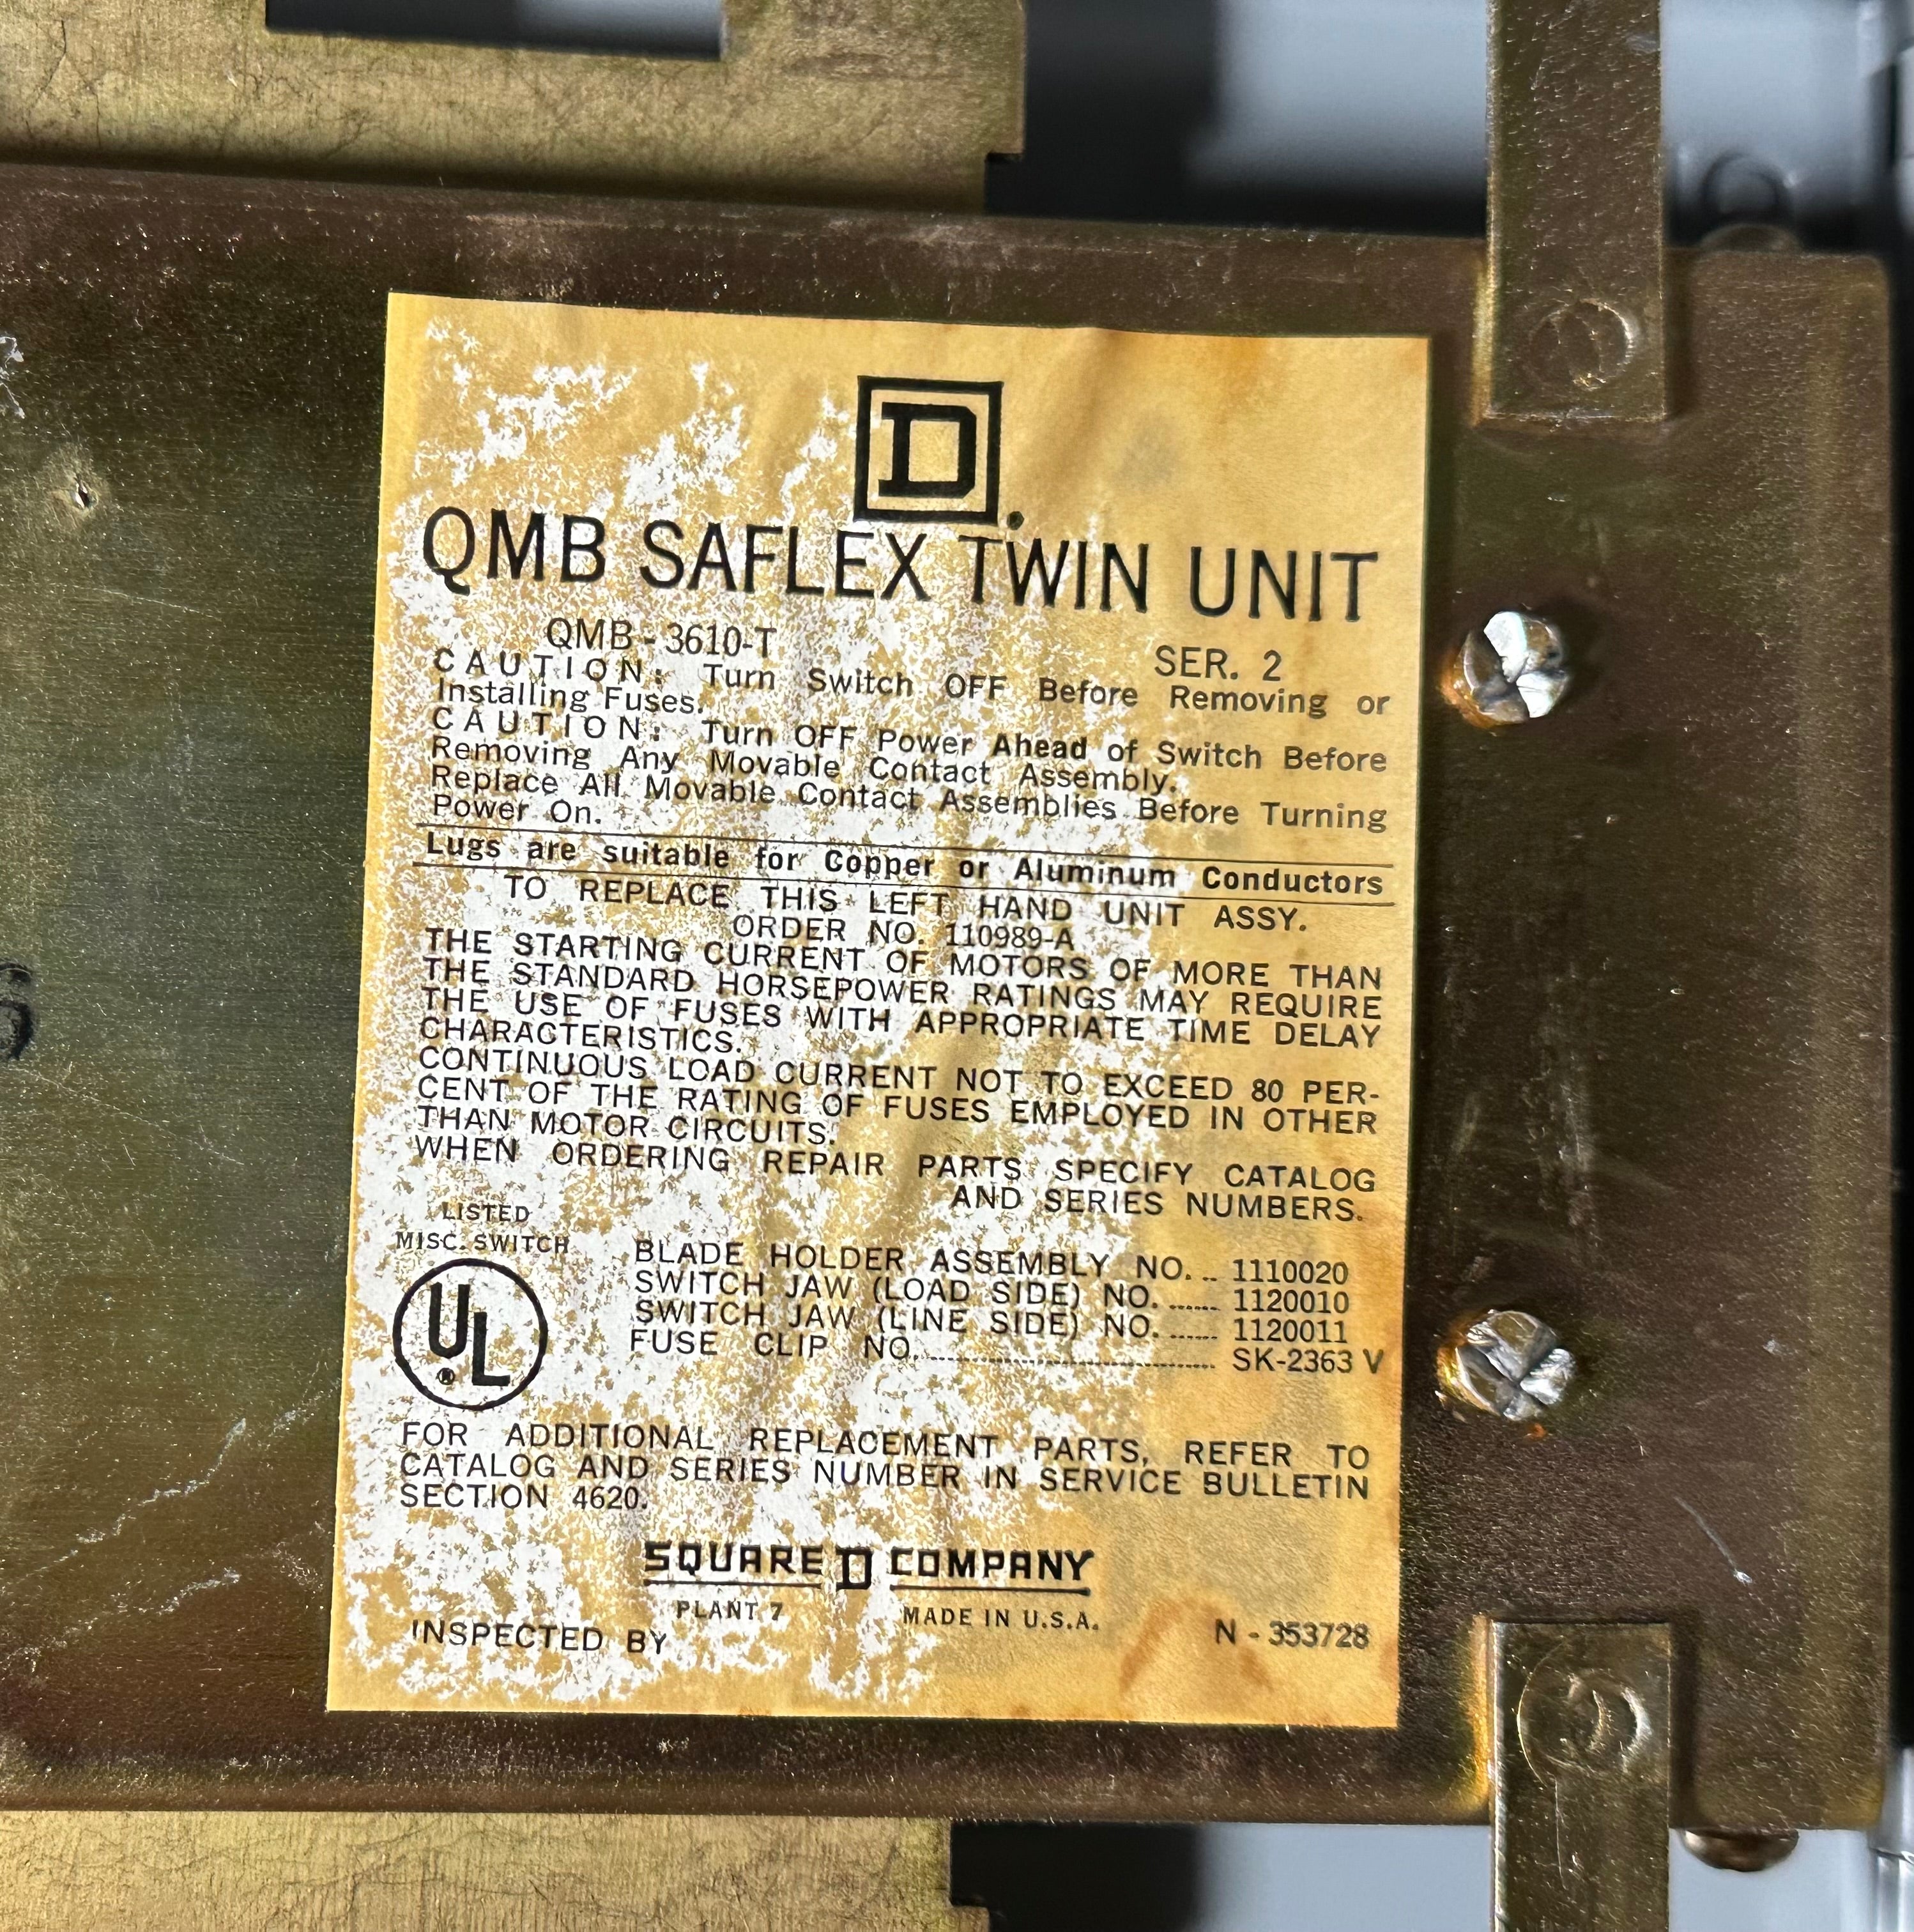 D
QMB SAFLEX TWIN UNIT
QMB - 3610-T SER. 2
CAUTION: Turn Switch OFF Before Removing or
Installing Fuses.
CAUTION: Turn OFF Power Ahead of Switch Before
Removing Any Movable Contact Assembly.
Replace All Movable Contact Assemblies Before Turning
Power On.
Lugs are suitable for Copper or Aluminum Conductors
TO REPLACE THIS LEFT HAND UNIT ASSY.
ORDER NO. 110989-A
THE STARTING CURRENT OF MOTORS OF MORE THAN
THE STANDARD HORSEPOWER RATINGS MAY REQUIRE
THE USE OF FUSES WITH APPROPRIATE TIME DELAY
CHARACTERISTICS.
CONTINUOUS LOAD CURRENT NOT TO EXCEED 80 PER-
CENT OF THE RATING OF FUSES EMPLOYED IN OTHER
THAN MOTOR CIRCUITS.
WHEN ORDERING REPAIR PARTS SPECIFY CATALOG
AND SERIES NUMBERS.
LISTED
MISC. SWITCH
UL
®
BLADE HOLDER ASSEMBLY NO. .. 1110020
SWITCH JAW (LOAD SIDE) NO. ...... 1120010
SWITCH JAW (LINE SIDE) NO. ...... 1120011
FUSE CLIP NO. ................................ SK-2363 V
FOR ADDITIONAL REPLACEMENT PARTS, REFER TO
CATALOG AND SERIES NUMBER IN SERVICE BULLETIN
SECTION 4620.
SQUARE D COMPANY
PLANT 7 MADE IN U.S.A.
INSPECTED BY N - 353728